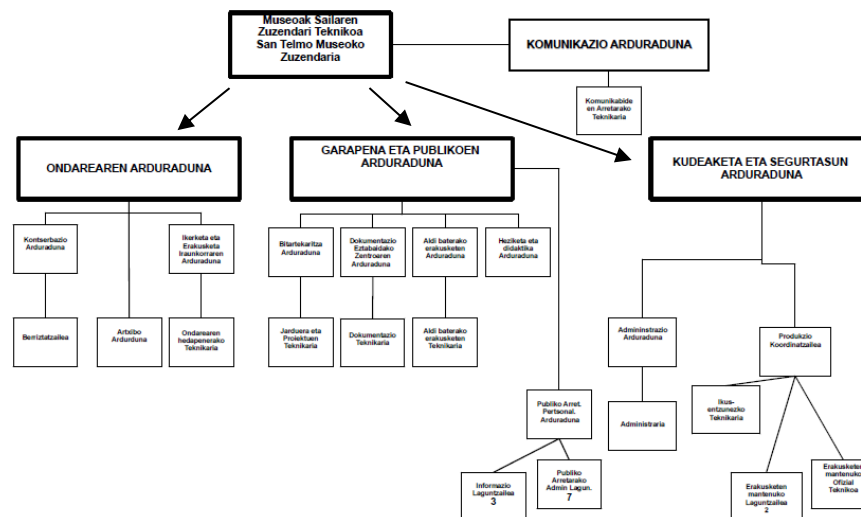 Museoak Sailaren
Zuzendari Teknikoa
San Telmo Museoko
Zuzendaria
KOMUNIKAZIO ARDURADUNA
Komunikabide
en Arretarako
Teknikaria
ONDAREAREN ARDURADUNA
GARAPENA ETA PUBLIKOEN
ARDURADUNA
KUDEAKETA ETA SEGURTASUN
ARDURADUNA
Kontserbazio
Arduraduna
Ikerketa eta
Erakusketa
Iraunkorraren
Arduraduna
Bitartekaritza
Arduraduna
Dokumentazio
Eztabaidako
Zentroaren
Arduraduna
Aldi baterako
erakusketen
Arduraduna
Heziketa eta
didaktika
Arduraduna
Berriztatzailea
Artxibo
Ardurduna
Ondarearen
hedapenerako
Teknikaria
Jarduera eta
Proiektuen
Teknikaria
Dokumentazio
Teknikaria
Aldi baterako
erakusketen
Teknikaria
Admininstrazio
Arduraduna
Produkzio
Koordinatzailea
Administraria
Ikus-
entzunezko
Teknikaria
Publiko Arret.
Pertsonal.
Arduraduna
Informazio
Laguntzailea
3
Publiko
Arretarako
Admin Lagun.
7
Erakusketen
mantenuko
Laguntzailea
2
Erakusketen
mantenuko
Ofizial
Teknikoa